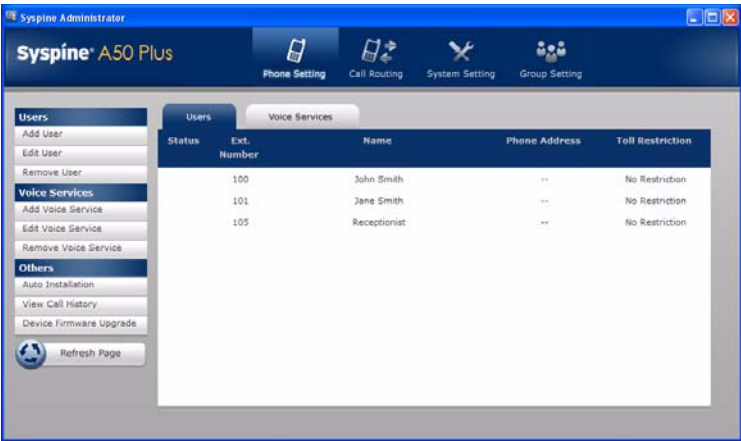 Syspine Administrator
Syspine® A50 Plus
Phone Setting
Call Routing
System Setting
Group Setting
Users
Add User
Edit User
Remove User
Voice Services
Add Voice Service
Edit Voice Service
Remove Voice Service
Others
Auto Installation
View Call History
Device Firmware Upgrade
Refresh Page
Users Voice Services
Status Ext. Number Name Phone Address Toll Restriction
100 John Smith -- No Restriction
101 Jane Smith -- No Restriction
105 Receptionist -- No Restriction